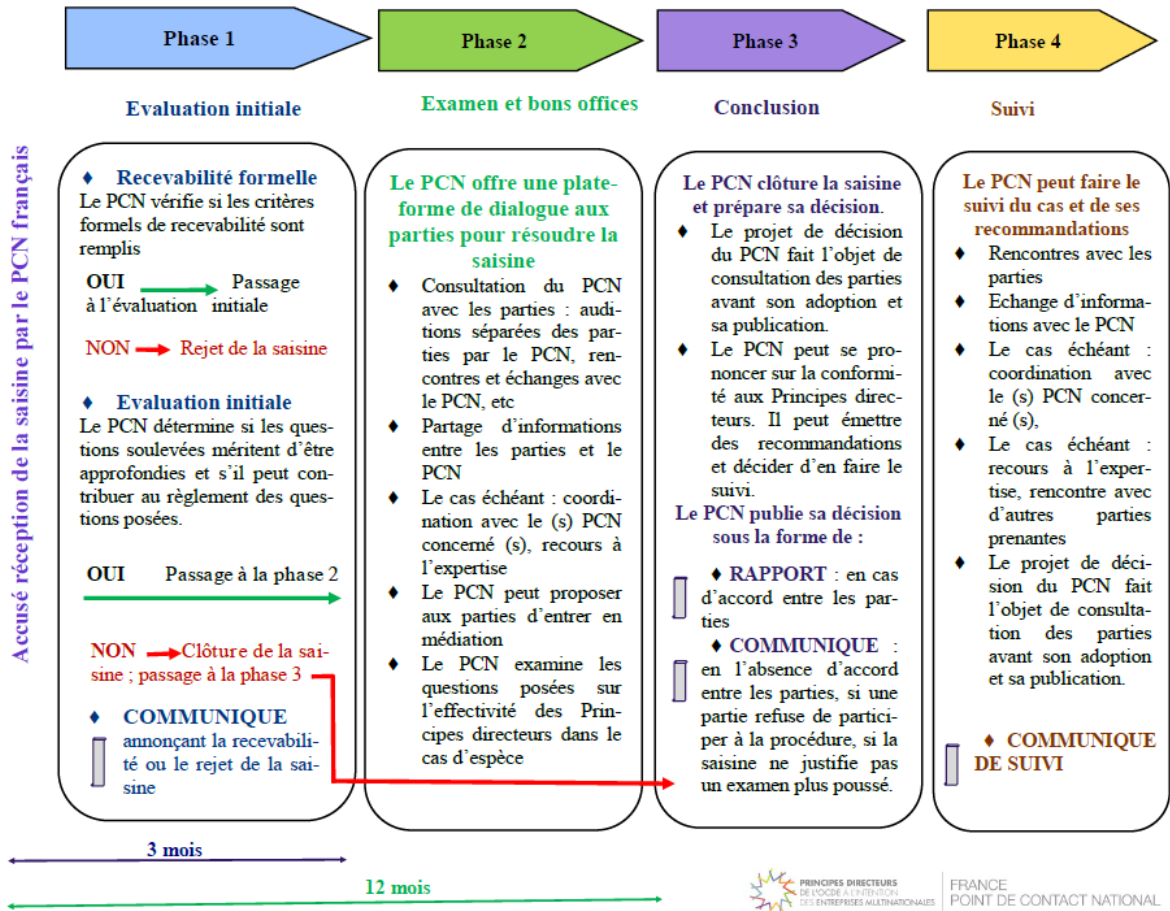 Phase 1
Phase 2
Phase 3
Phase 4
Evaluation initiale
Examen et bons offices
Conclusion
Suivi
Accusé réception de la saisine par le PCN français
♦ Recevabilité formelle
Le PCN vérifie si les critères
formels de recevabilité sont
remplis
OUI Passage
à l'évaluation initiale
NON Rejet de la saisine
♦ Evaluation initiale
Le PCN détermine si les ques-
tions soulevées méritent d'être
approfondies et s'il peut con-
tribuer au règlement des ques-
tions posées.
OUI Passage à la phase 2
NON Clôture de la sai-
sine ; passage à la phase 3
♦ COMMUNIQUE
annonçant la recevabili-
té ou le rejet de la sai-
sine
Le PCN offre une plate-
forme de dialogue aux
parties pour résoudre la
saisine
♦ Consultation du PCN
avec les parties : audi-
tions séparées des par-
ties par le PCN, ren-
contres et échanges avec
le PCN, etc
♦ Partage d'informations
entre les parties et le
PCN
♦ Le cas échéant : coordi-
nation avec le (s) PCN
concerné (s), recours à
l'expertise
♦ Le PCN peut proposer
aux parties d'entrer en
médiation
♦ Le PCN examine les
questions posées sur
l'effectivité des Prin-
cipes directeurs dans le
cas d'espèce
Le PCN clôture la saisine
et prépare sa décision.
♦ Le projet de décision
du PCN fait l'objet de
consultation des parties
avant son adoption et
sa publication.
♦ Le PCN peut se pro-
noncer sur la conformi-
té aux Principes direc-
teurs. Il peut émettre
des recommandations
et décider d'en faire le
suivi.
Le PCN publie sa décision
sous la forme de :
♦ RAPPORT : en cas
d'accord entre les par-
ties
♦ COMMUNIQUE :
en l'absence d'accord
entre les parties, si une
partie refuse de partici-
per à la procédure, si la
saisine ne justifie pas
un examen plus poussé.
Le PCN peut faire le
suivi du cas et de ses
recommandations
♦ Rencontres avec les
parties
♦ Echange d'informa-
tions avec le PCN
♦ Le cas échéant :
coordination avec
le (s) PCN concer-
né (s),
♦ Le cas échéant :
recours à l'exper-
tise, rencontre avec
d'autres parties
prenantes
♦ Le projet de déci-
sion du PCN fait
l'objet de consulta-
tion des parties
avant son adoption
et sa publication.
♦ COMMUNIQUE
DE SUIVI
3 mois
12 mois
PRINCIPES DIRECTEURS
DE L'OCDE À L'INTENTION
DES ENTREPRISES MULTINATIONALES
FRANCE
POINT DE CONTACT NATIONAL